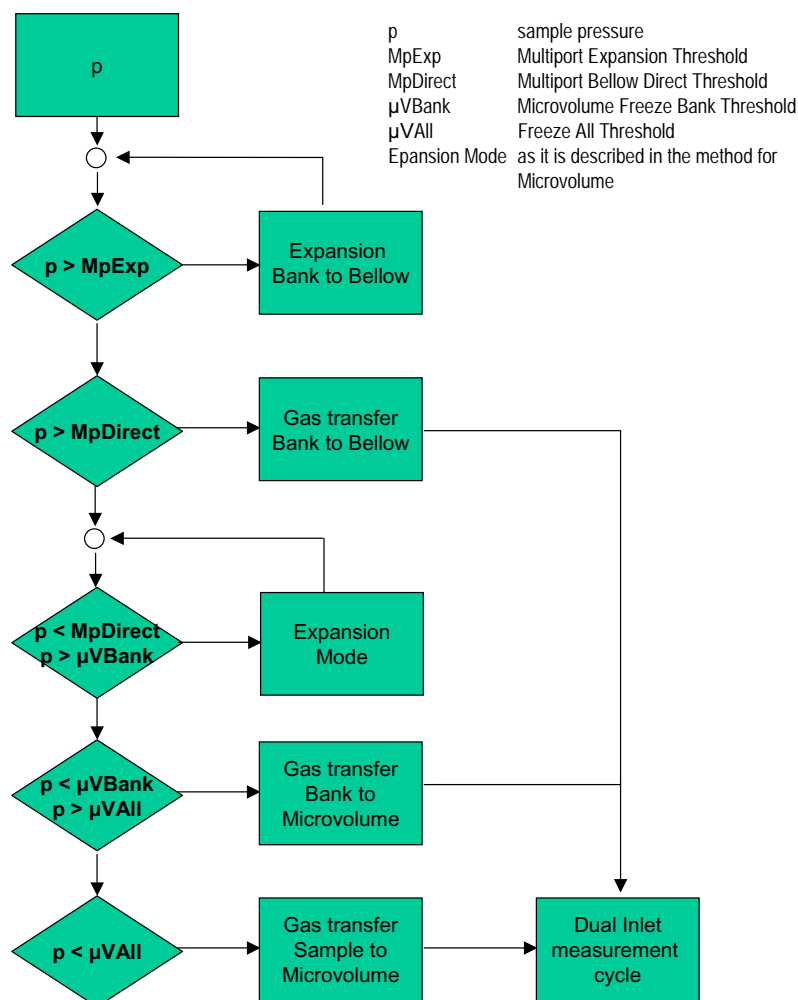 p
p sample pressure
MpExp Multiport Expansion Threshold
MpDirect Multiport Bellow Direct Threshold
µVBank Microvolume Freeze Bank Threshold
µVAll Freeze All Threshold
Epansion Mode as it is described in the method for
Microvolume
p > MpExp
Expansion
Bank to Bellow
p > MpDirect
Gas transfer
Bank to Bellow
p < MpDirect
p > µVBank
Expansion
Mode
p < µVBank
p > µVAll
Gas transfer
Bank to
Microvolume
p < µVAll
Gas transfer
Sample to
Microvolume
Dual Inlet
measurement
cycle